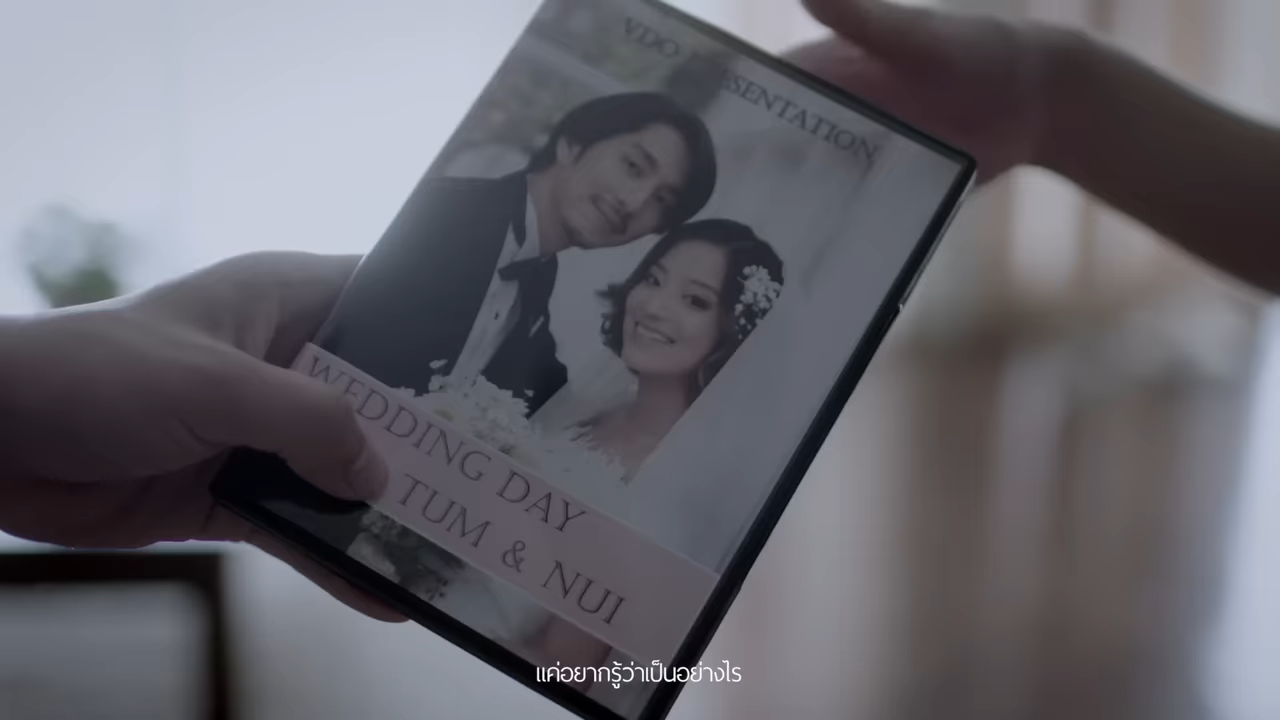 VDO PRESENTATION
WEDDING DAY
TUM & NUI
แค่อยากรู้ว่าเป็นอย่างไร